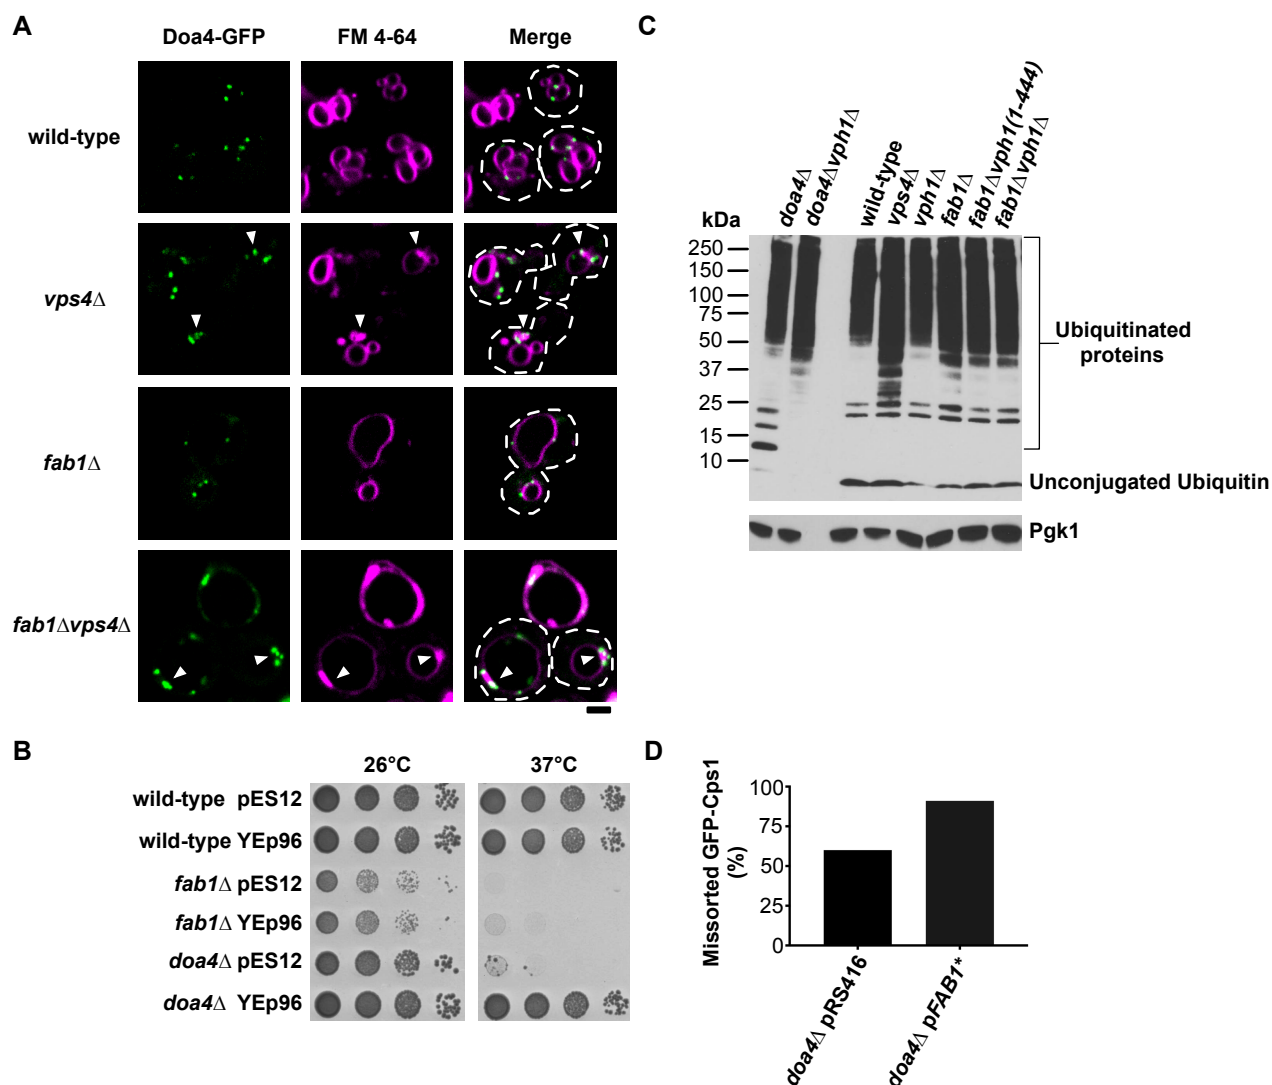 A
Doa4-GFP
FM 4-64
Merge
wild-type
vps4Δ
fab1Δ
fab1Δvps4Δ
B
26°C
37°C
wild-type pES12
wild-type YEp96
fab1Δ pES12
fab1Δ YEp96
doa4Δ pES12
doa4Δ YEp96
C
kDa
doa4Δ
doa4Δvph1Δ
wild-type
vps4Δ
vph1Δ
fab1Δ
fab1Δvph1(1-444)
fab1Δvph1Δ
250
150
100
75
50
37
25
15
10
Ubiquitinated
proteins
Unconjugated Ubiquitin
Pgk1
D
Missorted GFP-Cps1
(%)
100
75
50
25
0
doa4Δ pRS416
doa4Δ pFAB1*